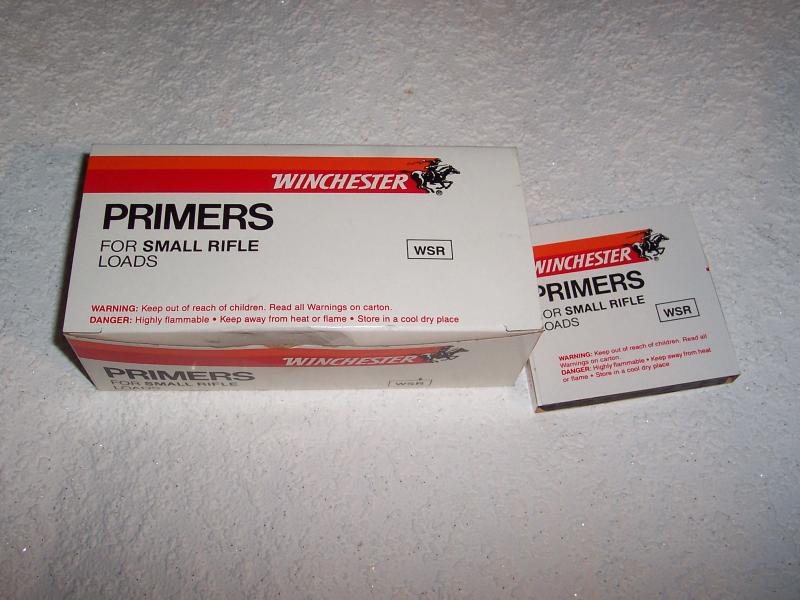 WINCHESTER
®
PRIMERS
FOR SMALL RIFLE
LOADS
WSR
WARNING: Keep out of reach of children. Read all Warnings on carton.
DANGER: Highly flammable • Keep away from heat or flame • Store in a cool dry place
WINCHESTER
PRIMERS
FOR SMALL RIFLE
LOADS
WSR
WINCHESTER
®
PRIMERS
FOR SMALL RIFLE
LOADS
WSR
WARNING: Keep out of reach of children. Read all
Warnings on carton.
DANGER: Highly flammable • Keep away from heat
or flame • Store in a cool dry place